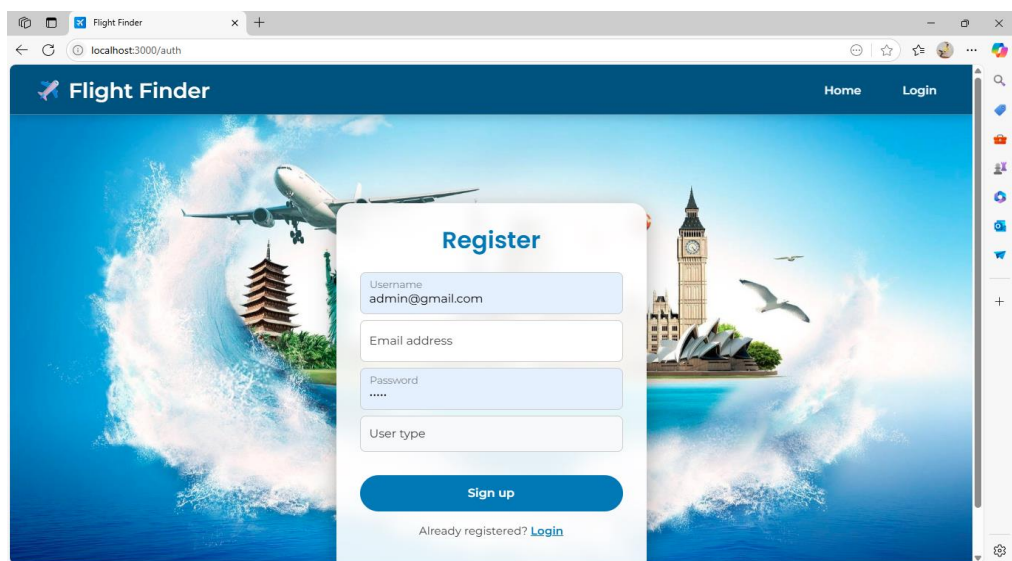 Flight Finder
localhost:3000/auth
Flight Finder
Home
Login
Register
Username
admin@gmail.com
Email address
Password
•••••
User type
Sign up
Already registered? Login